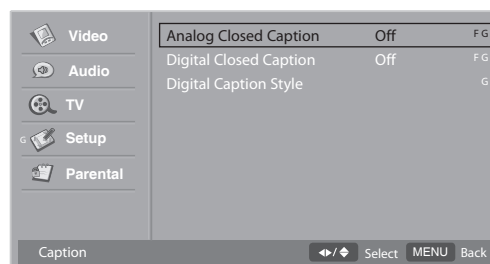 Video
Audio
TV
G Setup
Parental
Analog Closed Caption Off F G
Digital Closed Caption Off F G
Digital Caption Style G
Caption Select MENU Back